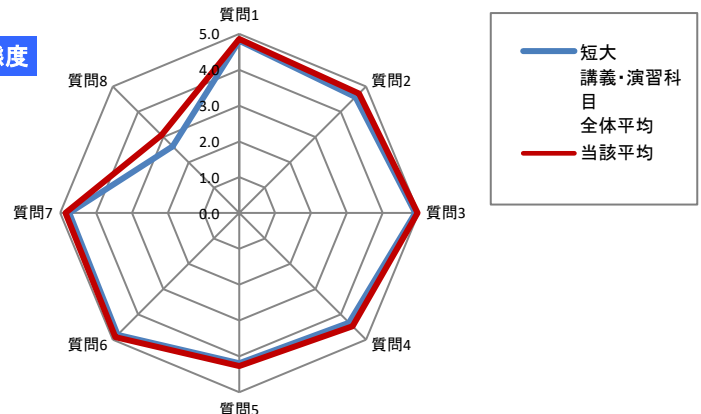 度
質問1
5.0
4.0
3.0
2.0
1.0
0.0
質問2
質問3
質問4
質問5
質問6
質問7
質問8
短大
講義・演習科
目
全体平均
当該平均